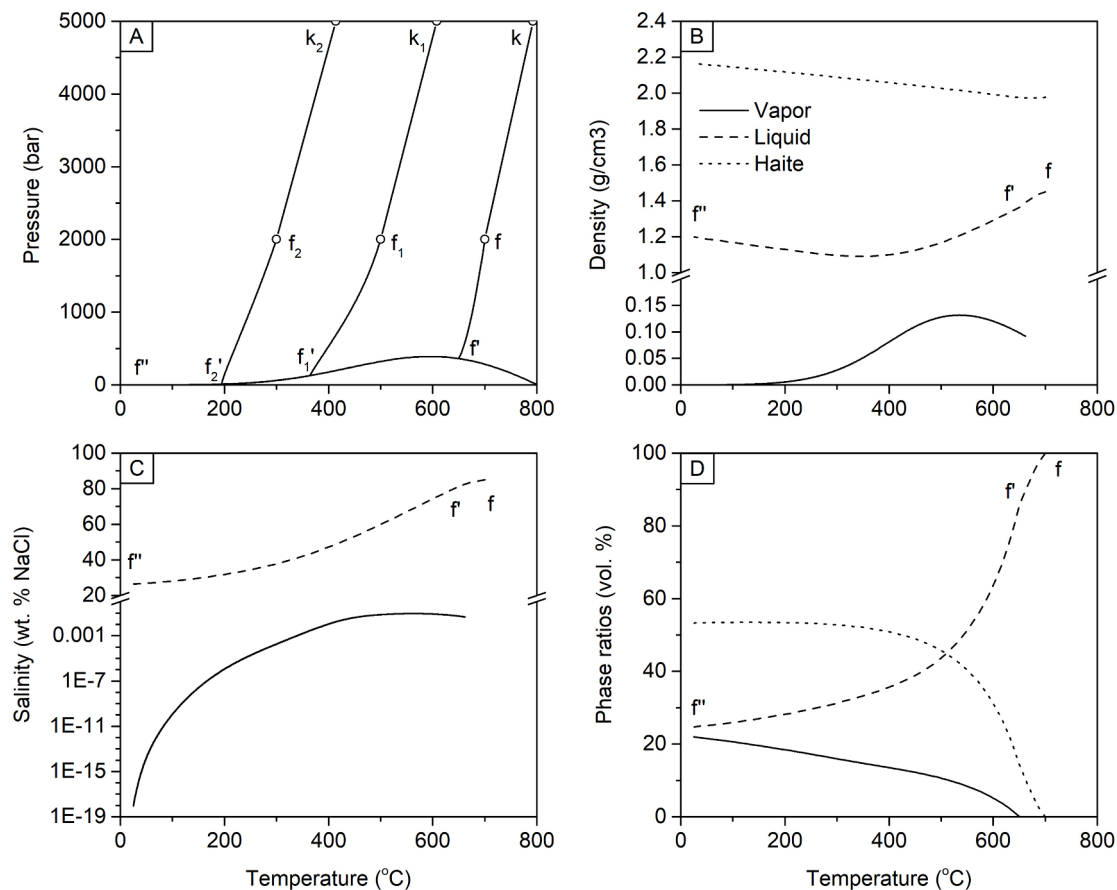 A
5000
4000
3000
2000
1000
0
Pressure (bar)
k₂
k₁
k
f₂
f₁
f
f''
f₂'
f₁'
f'
0
200
400
600
800
B
2.4
2.2
2.0
1.8
1.6
1.4
1.2
1.0
0.15
0.10
0.05
0.00
Density (g/cm3)
Vapor
Liquid
Haite
f
f'
f''
0
200
400
600
800
C
100
80
60
40
20
0.001
1E-7
1E-11
1E-15
1E-19
Salinity (wt. % NaCl)
f''
f'
f
0
200
400
600
800
Temperature (°C)
D
100
80
60
40
20
0
Phase ratios (vol. %)
f
f'
f''
0
200
400
600
800
Temperature (°C)